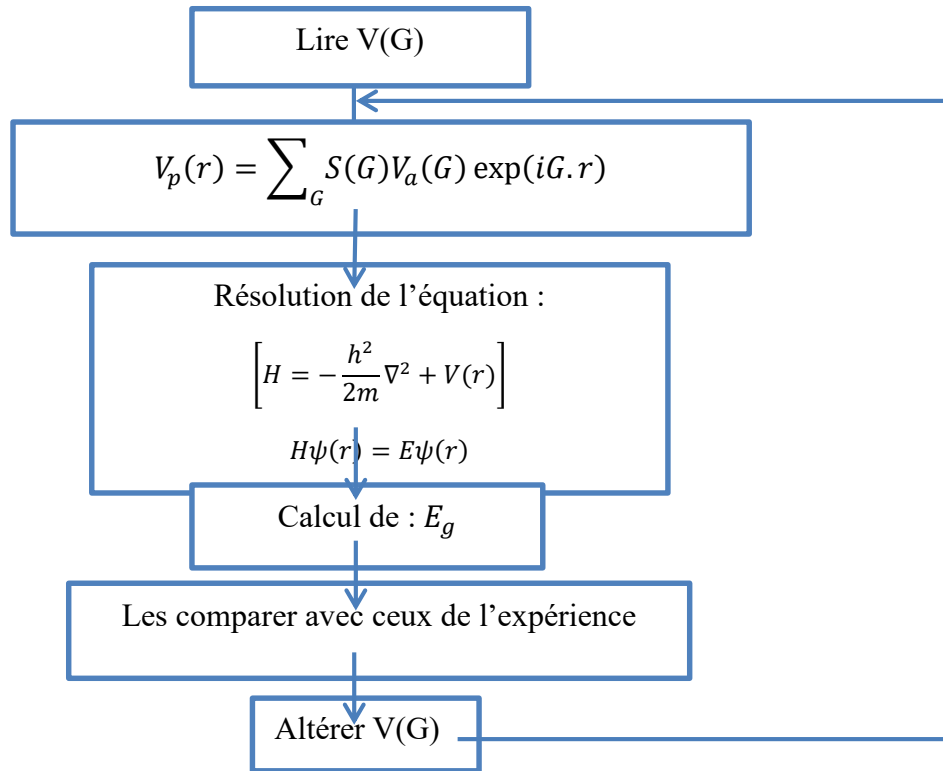 Lire V(G)
V_p(r) = ∑_G S(G)V_a(G) exp(iG.r)
Résolution de l’équation :
[H = − h²/2m ∇² + V(r)]
Hψ(r) = Eψ(r)
Calcul de : E_g
Les comparer avec ceux de l’expérience
Altérer V(G)